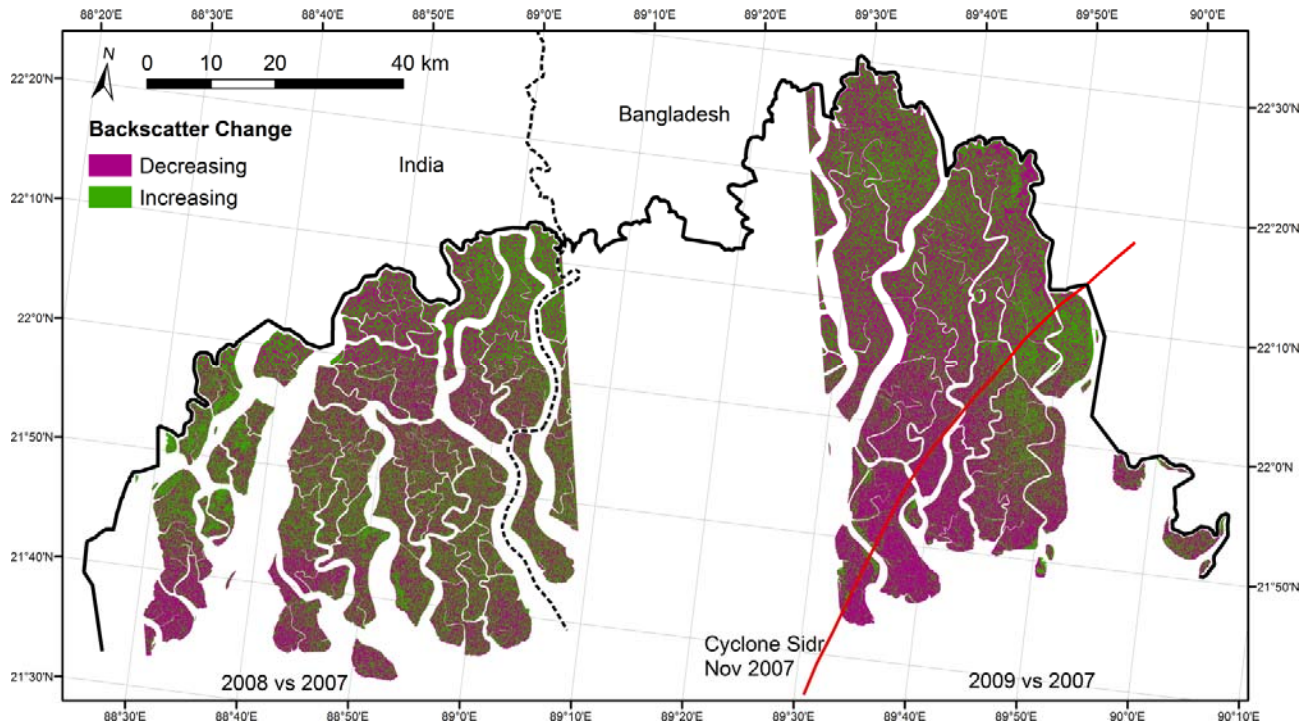 88°20'E 88°30'E 88°40'E 88°50'E 89°0'E 89°10'E 89°20'E 89°30'E 89°40'E 89°50'E 90°0'E
N
0 10 20 40 km
22°20'N
22°30'N
Backscatter Change
Bangladesh
Decreasing
India
Increasing
22°10'N
22°20'N
22°0'N
22°10'N
21°50'N
22°0'N
21°40'N
21°50'N
Cyclone Sidr
Nov 2007
21°30'N
2008 vs 2007
2009 vs 2007
88°30'E 88°40'E 88°50'E 89°0'E 89°10'E 89°30'E 89°40'E 89°50'E 90°0'E 90°10'E